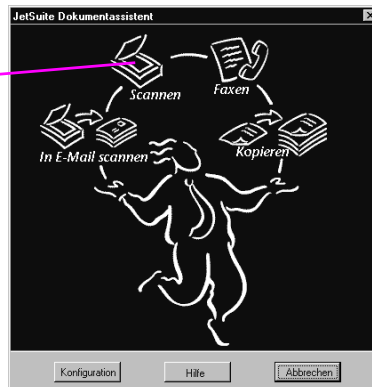 JetSuite Dokumentassistent
Scannen
Faxen
In E-Mail scannen
Kopieren
Konfiguration
Hilfe
Abbrechen